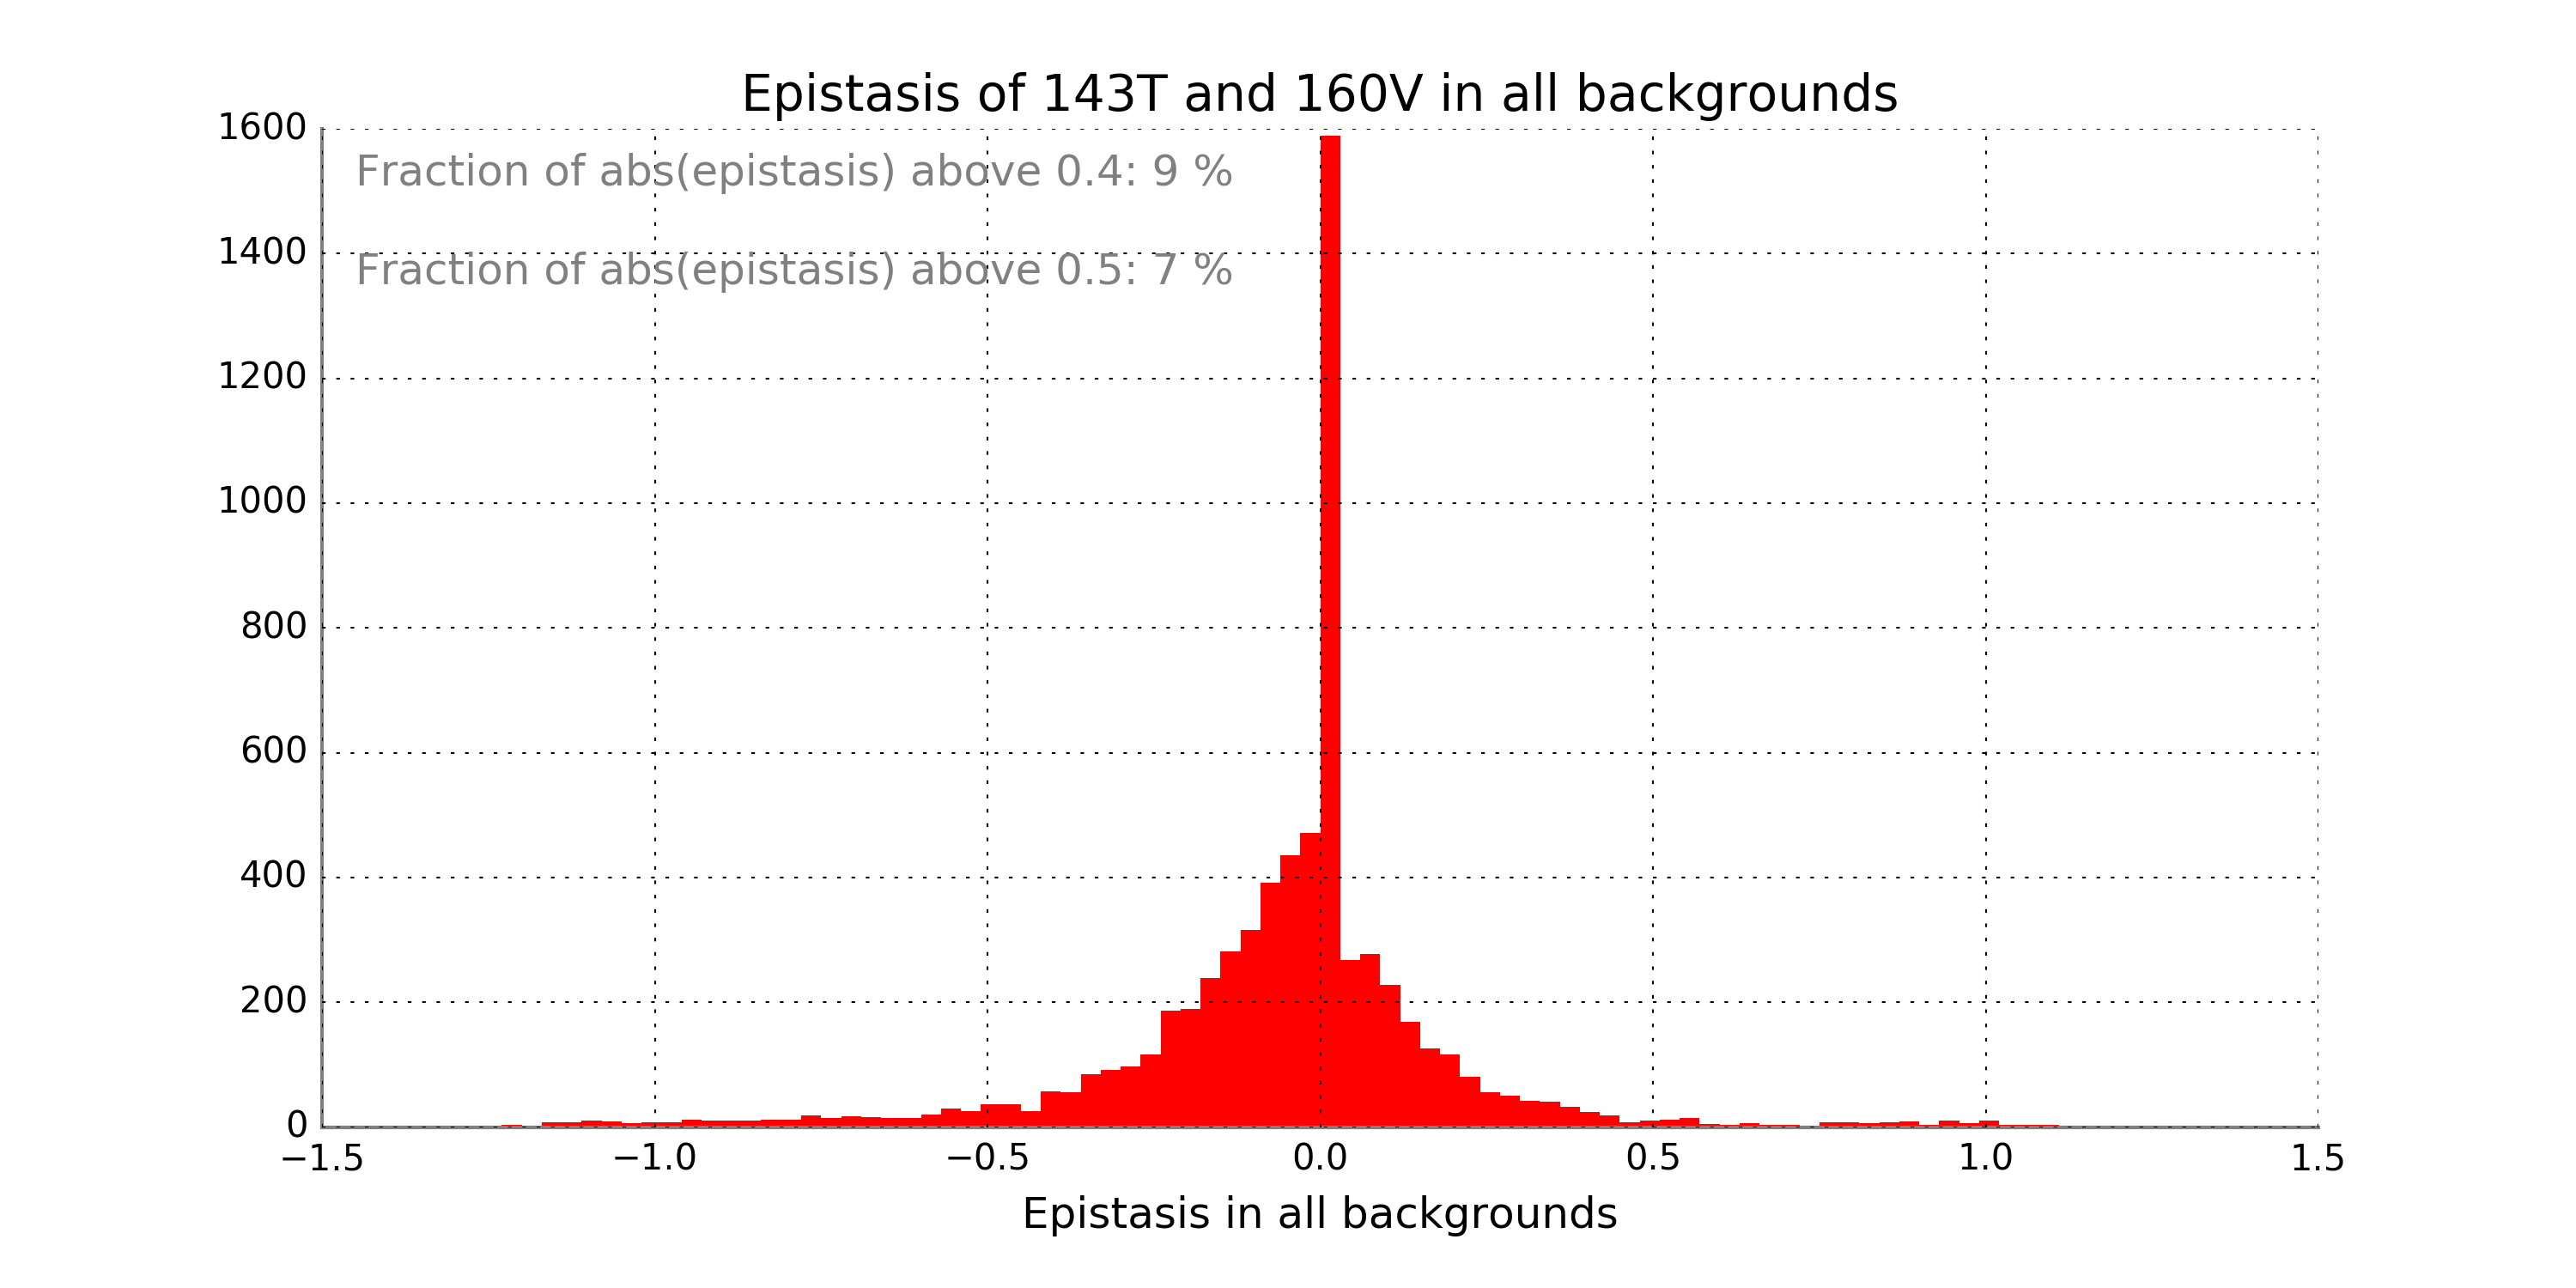 Epistasis of 143T and 160V in all backgrounds
1600
Fraction of abs(epistasis) above 0.4: 9 %
1400
Fraction of abs(epistasis) above 0.5: 7 %
1200
1000
800
600
400
200
0
−1.5 −1.0 −0.5 0.0 0.5 1.0 1.5
Epistasis in all backgrounds